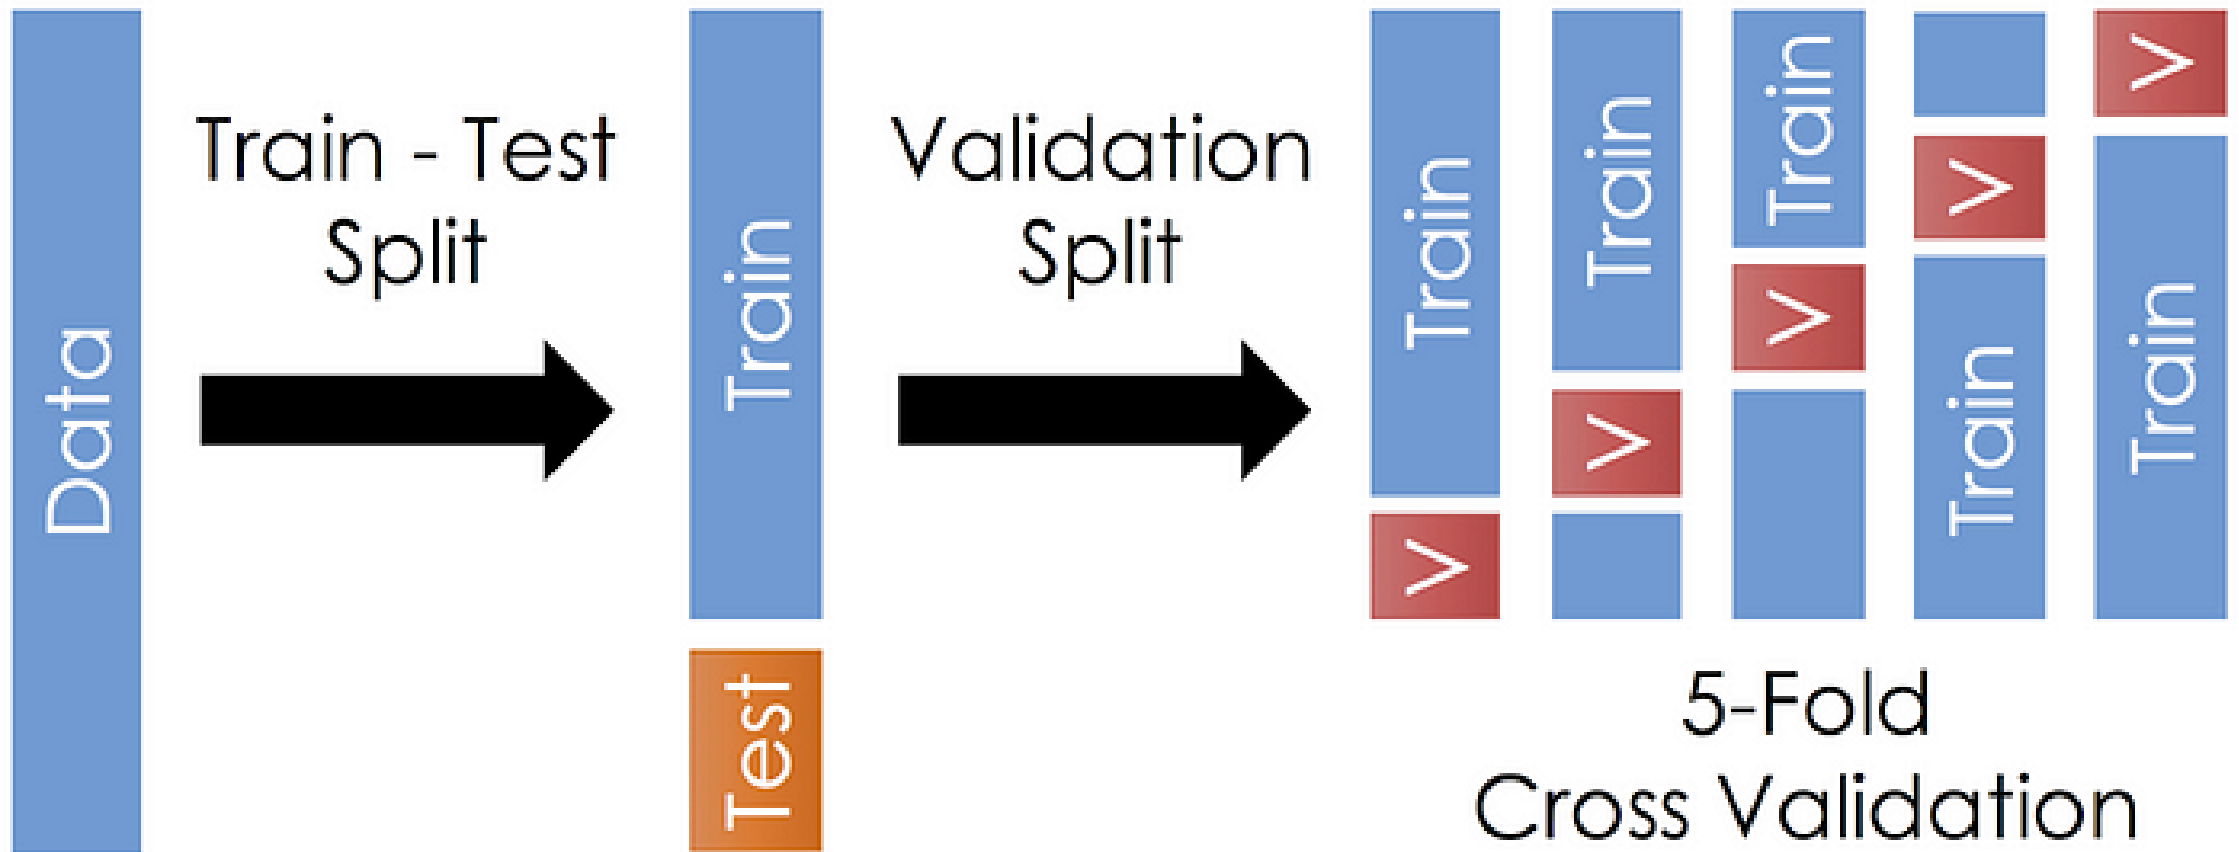 Data
Train - Test
Split
Train
Test
Validation
Split
Train
V
Train
V
Train
V
V
Train
V
Train
5-Fold
Cross Validation